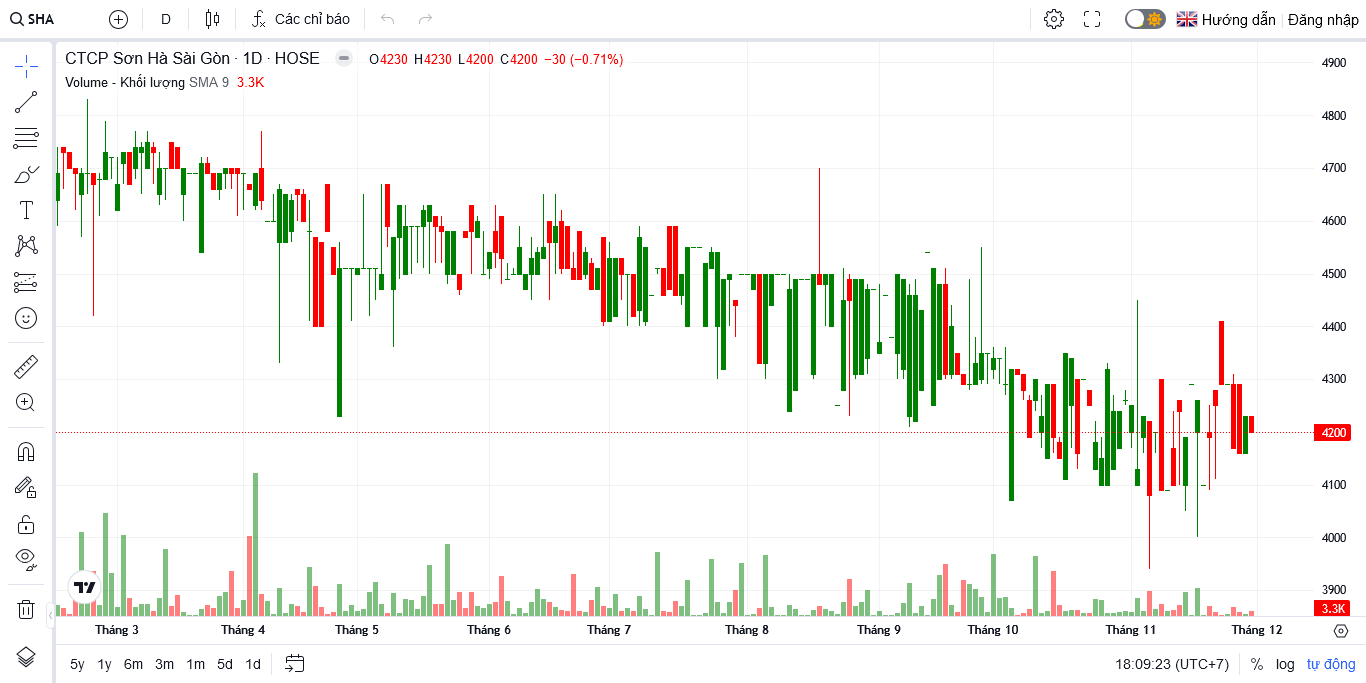 SHA D Các chỉ báo Hướng dẫn Đăng nhập
CTCP Sơn Hà Sài Gòn · 1D · HOSE O4230 H4230 L4200 C4200 −30 (−0.71%)
Volume - Khối lượng SMA 9 3.3K
4900
4800
4700
4600
4500
4400
4300
4200
4100
4000
3900
3.3K
Tháng 3 Tháng 4 Tháng 5 Tháng 6 Tháng 7 Tháng 8 Tháng 9 Tháng 10 Tháng 11 Tháng 12
5y 1y 6m 3m 1m 5d 1d 18:09:23 (UTC+7) % log tự động